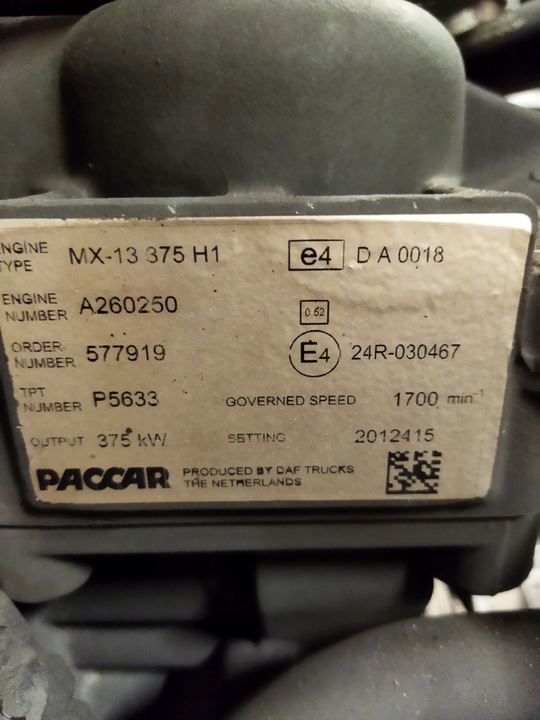 ENGINE TYPE MX-13 375 H1 e4 D A 0018
ENGINE NUMBER A260250 0.52
ORDER NUMBER 577919 E4 24R-030467
TPT NUMBER P5633 GOVERNED SPEED 1700 min-1
OUTPUT 375 kW SETTING 2012415
PACCAR PRODUCED BY DAF TRUCKS
THE NETHERLANDS